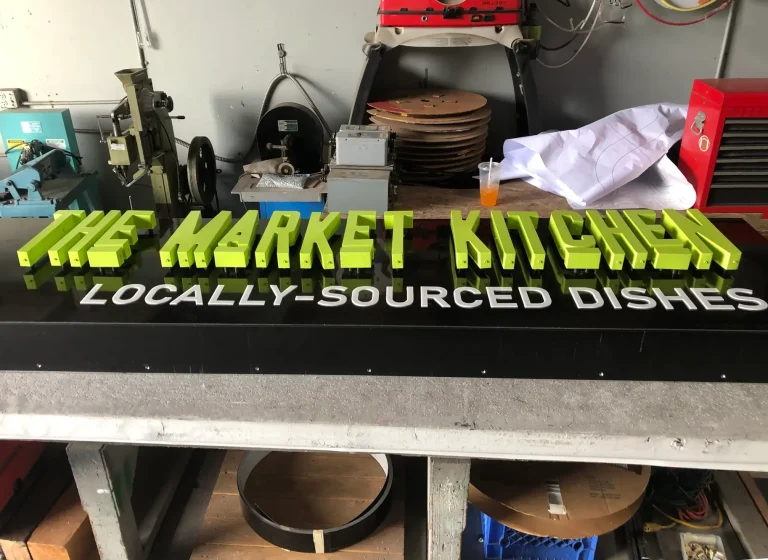 THE MARKET KITCHEN
LOCALLY-SOURCED DISHES